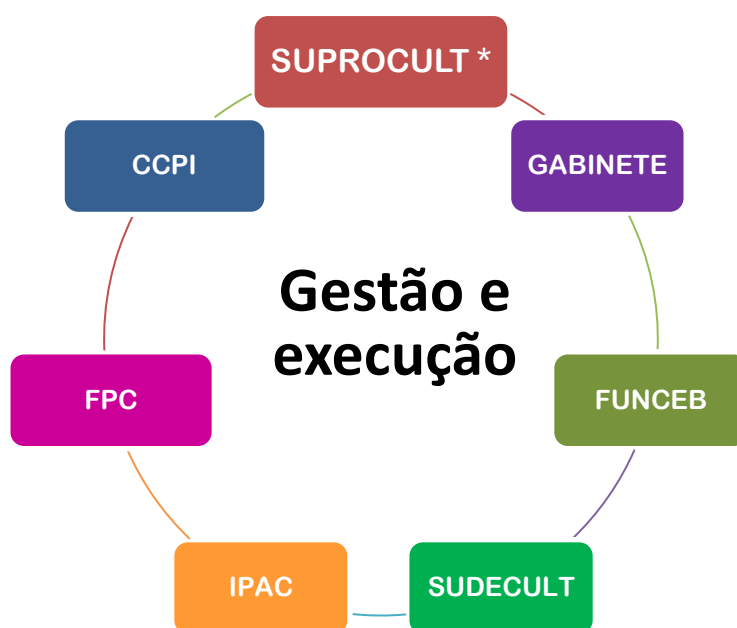 SUPROCULT *
CCPI
GABINETE
Gestão e
execução
FPC
FUNCEB
IPAC
SUDECULT